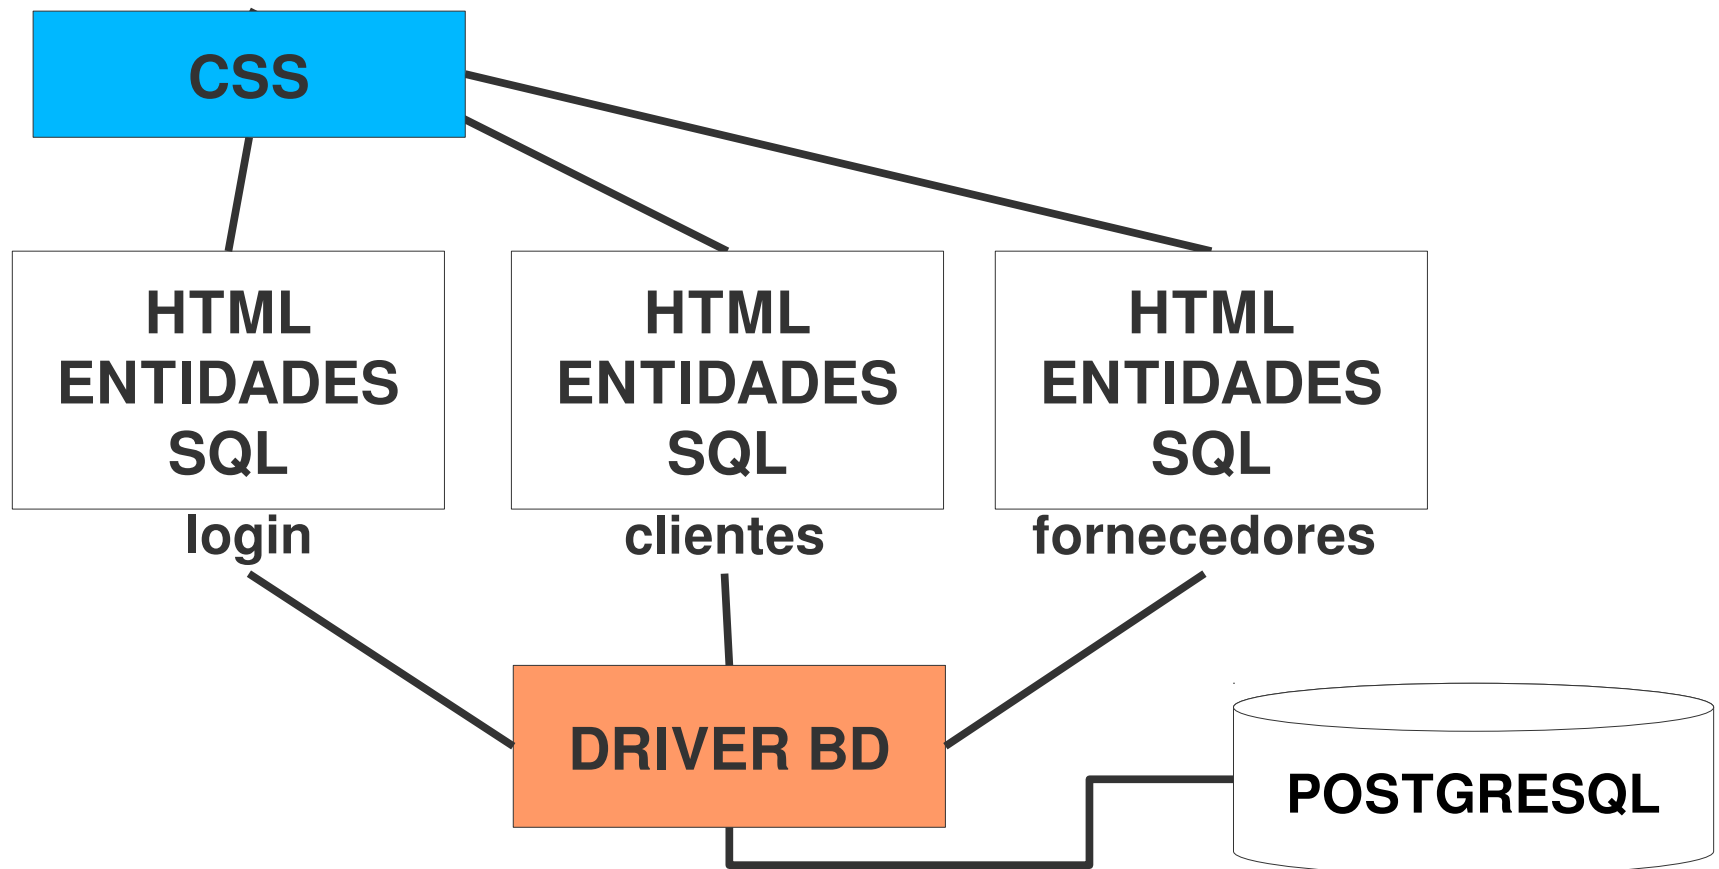 CSS
HTML
ENTIDADES
SQL
login
HTML
ENTIDADES
SQL
clientes
HTML
ENTIDADES
SQL
fornecedores
DRIVER BD
POSTGRESQL